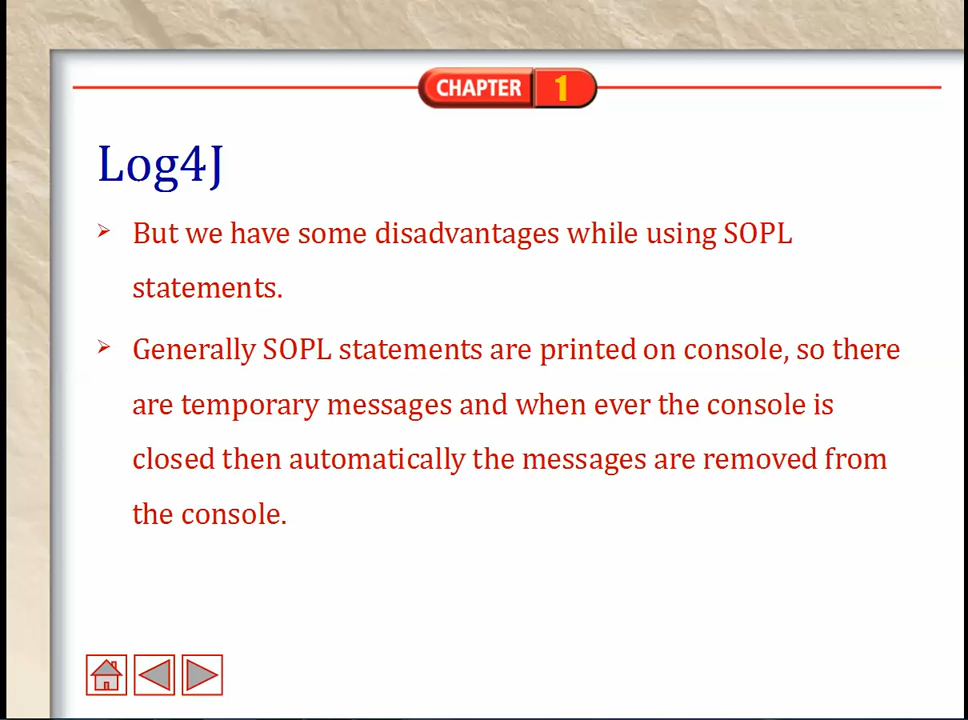 CHAPTER 1
Log4J
➢ But we have some disadvantages while using SOPL
statements.
➢ Generally SOPL statements are printed on console, so there
are temporary messages and when ever the console is
closed then automatically the messages are removed from
the console.